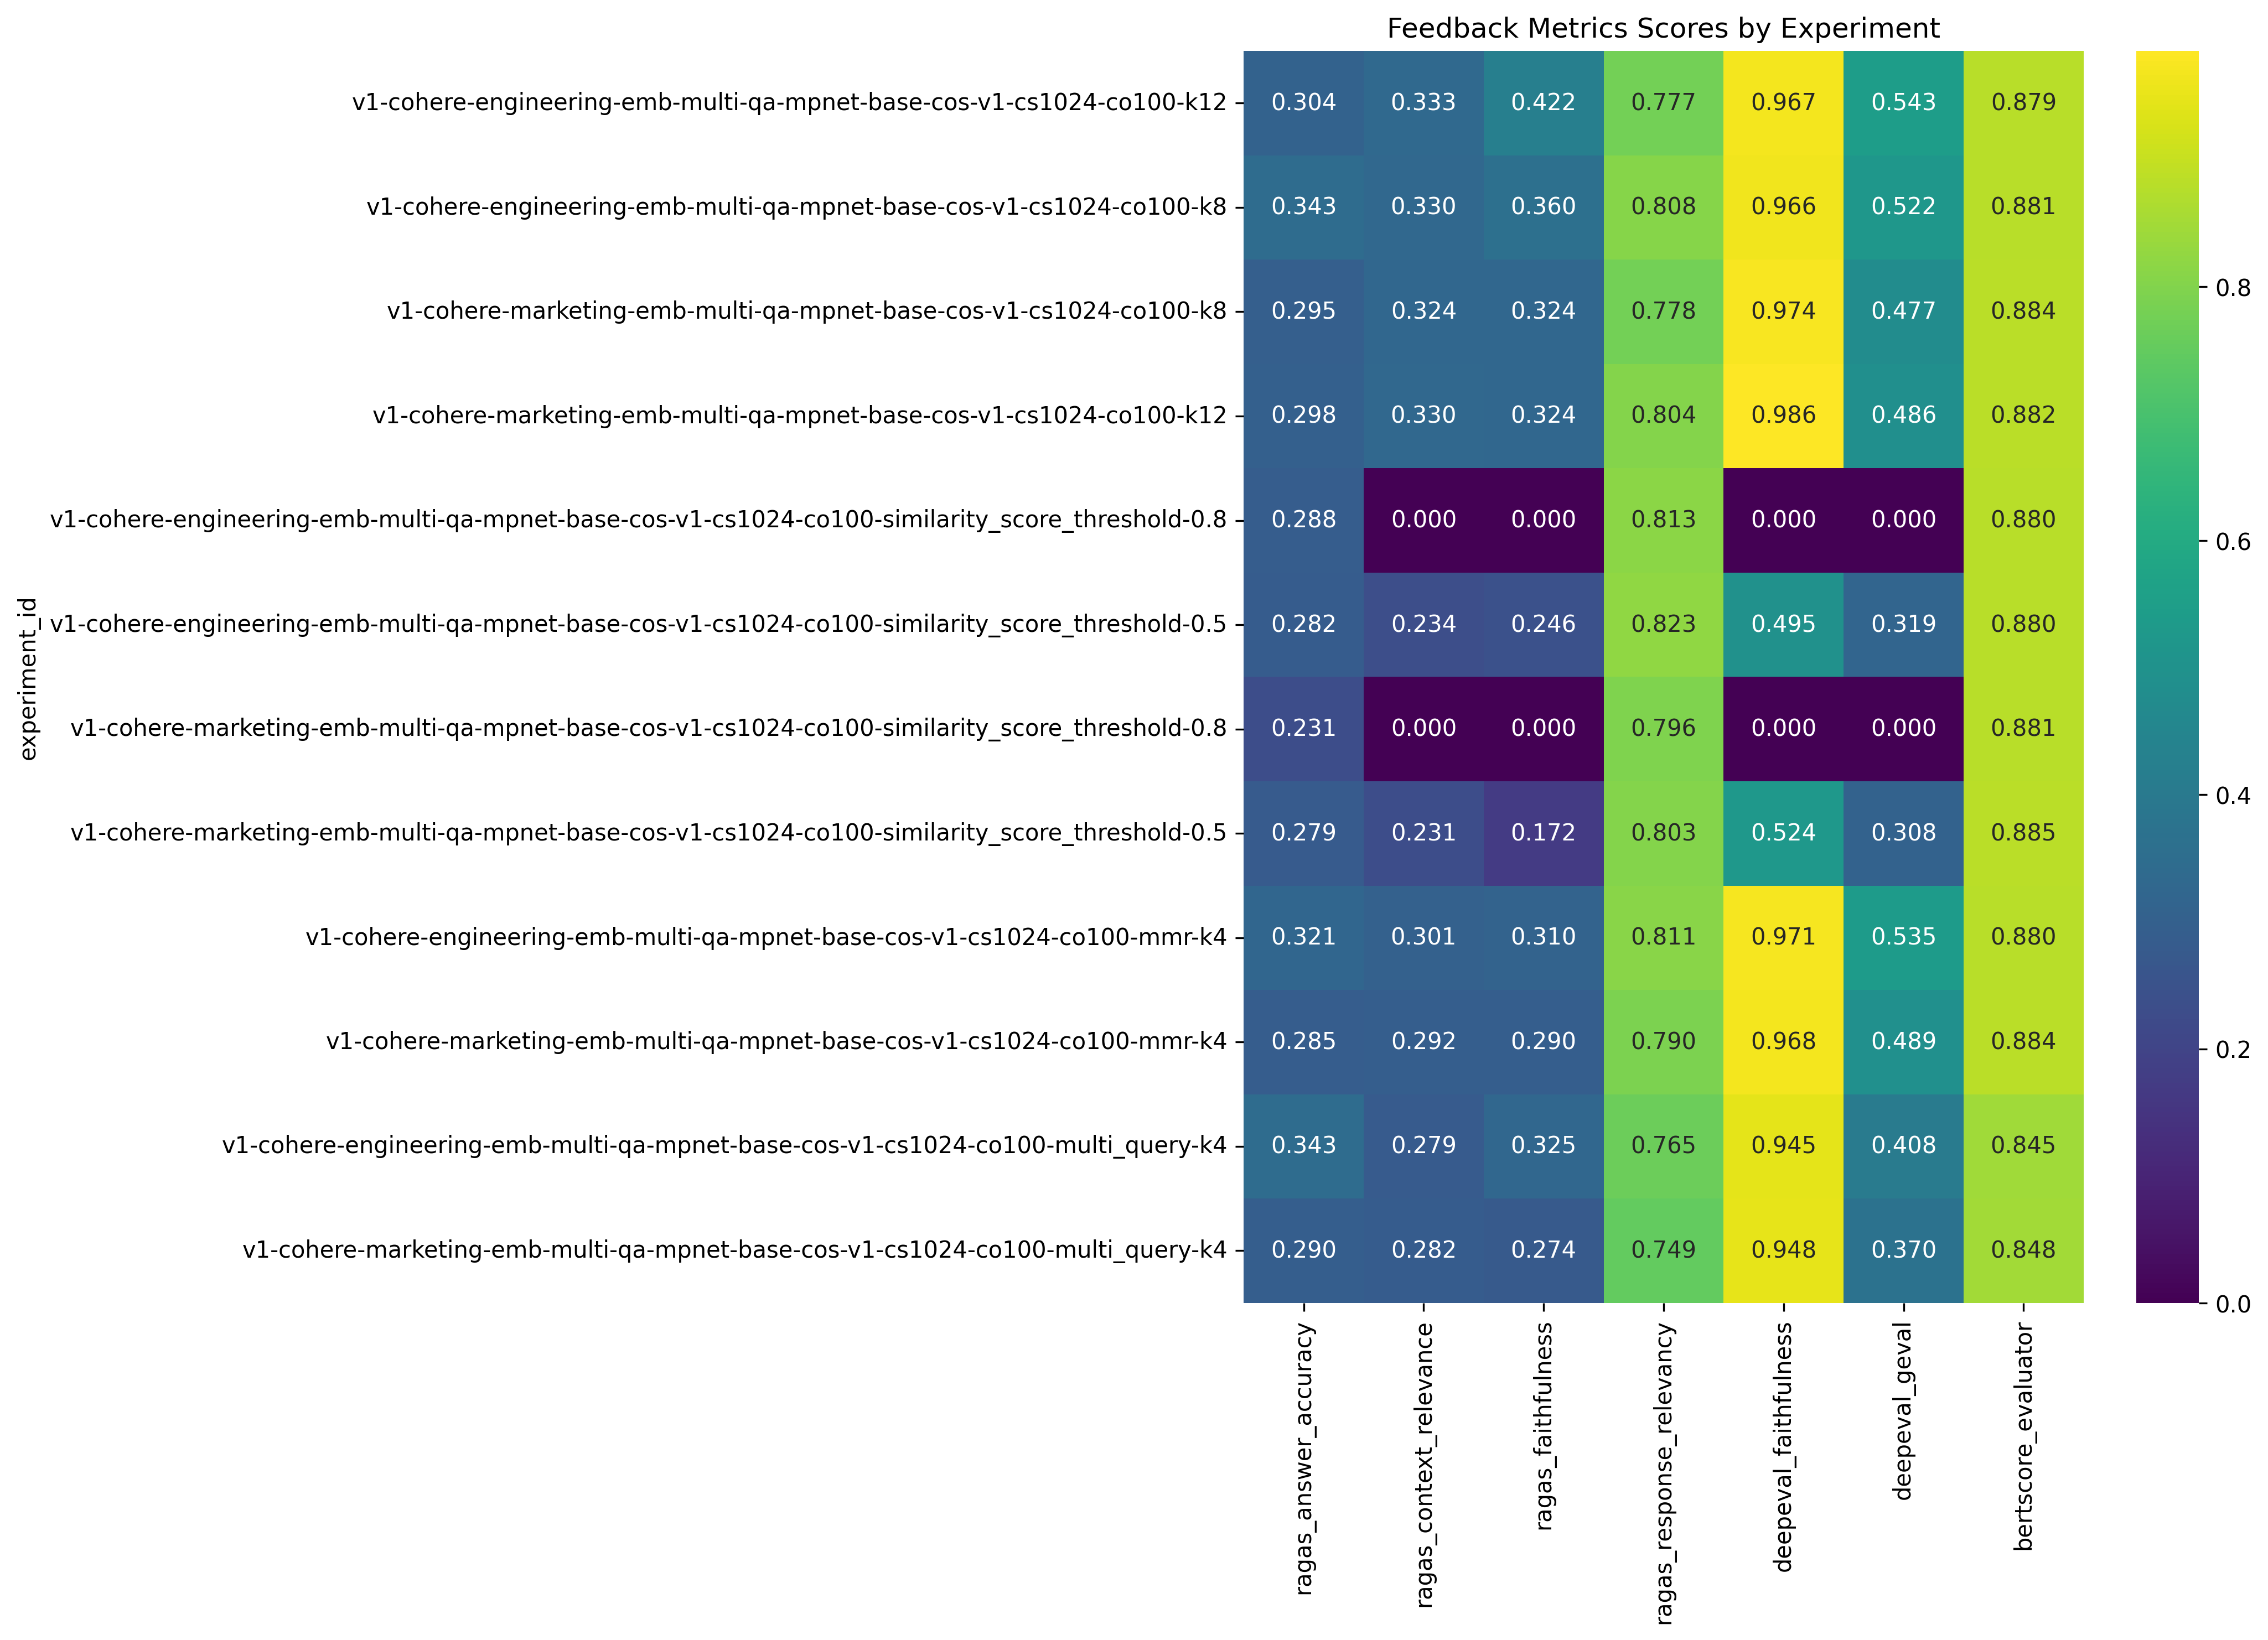 Feedback Metrics Scores by Experiment
experiment_id
v1-cohere-engineering-emb-multi-qa-mpnet-base-cos-v1-cs1024-co100-k12 0.304 0.333 0.422 0.777 0.967 0.543 0.879
v1-cohere-engineering-emb-multi-qa-mpnet-base-cos-v1-cs1024-co100-k8 0.343 0.330 0.360 0.808 0.966 0.522 0.881
v1-cohere-marketing-emb-multi-qa-mpnet-base-cos-v1-cs1024-co100-k8 0.295 0.324 0.324 0.778 0.974 0.477 0.884
v1-cohere-marketing-emb-multi-qa-mpnet-base-cos-v1-cs1024-co100-k12 0.298 0.330 0.324 0.804 0.986 0.486 0.882
v1-cohere-engineering-emb-multi-qa-mpnet-base-cos-v1-cs1024-co100-similarity_score_threshold-0.8 0.288 0.000 0.000 0.813 0.000 0.000 0.880
v1-cohere-engineering-emb-multi-qa-mpnet-base-cos-v1-cs1024-co100-similarity_score_threshold-0.5 0.282 0.234 0.246 0.823 0.495 0.319 0.880
v1-cohere-marketing-emb-multi-qa-mpnet-base-cos-v1-cs1024-co100-similarity_score_threshold-0.8 0.231 0.000 0.000 0.796 0.000 0.000 0.881
v1-cohere-marketing-emb-multi-qa-mpnet-base-cos-v1-cs1024-co100-similarity_score_threshold-0.5 0.279 0.231 0.172 0.803 0.524 0.308 0.885
v1-cohere-engineering-emb-multi-qa-mpnet-base-cos-v1-cs1024-co100-mmr-k4 0.321 0.301 0.310 0.811 0.971 0.535 0.880
v1-cohere-marketing-emb-multi-qa-mpnet-base-cos-v1-cs1024-co100-mmr-k4 0.285 0.292 0.290 0.790 0.968 0.489 0.884
v1-cohere-engineering-emb-multi-qa-mpnet-base-cos-v1-cs1024-co100-multi_query-k4 0.343 0.279 0.325 0.765 0.945 0.408 0.845
v1-cohere-marketing-emb-multi-qa-mpnet-base-cos-v1-cs1024-co100-multi_query-k4 0.290 0.282 0.274 0.749 0.948 0.370 0.848
ragas_answer_accuracy
ragas_context_relevance
ragas_faithfulness
ragas_response_relevancy
deepeval_faithfulness
deepeval_geval
bertscore_evaluator
0.8
0.6
0.4
0.2
0.0